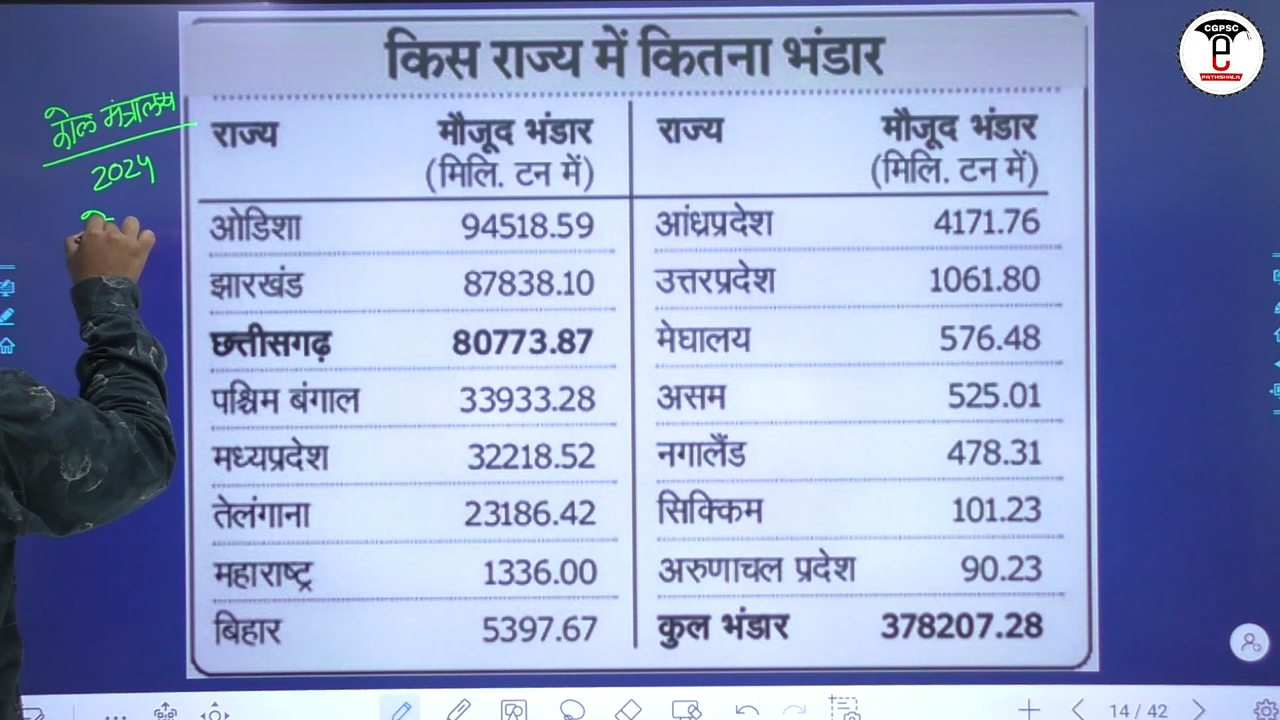 किस राज्य में कितना भंडार
CGPSC
e
PATHSHALA
कोल मंत्रालय
2024
राज्य मौजूद भंडार (मिलि. टन में) राज्य मौजूद भंडार (मिलि. टन में)
ओडिशा 94518.59 आंध्रप्रदेश 4171.76
झारखंड 87838.10 उत्तरप्रदेश 1061.80
छत्तीसगढ़ 80773.87 मेघालय 576.48
पश्चिम बंगाल 33933.28 असम 525.01
मध्यप्रदेश 32218.52 नगालैंड 478.31
तेलंगाना 23186.42 सिक्किम 101.23
महाराष्ट्र 1336.00 अरुणाचल प्रदेश 90.23
बिहार 5397.67 कुल भंडार 378207.28
14 / 42